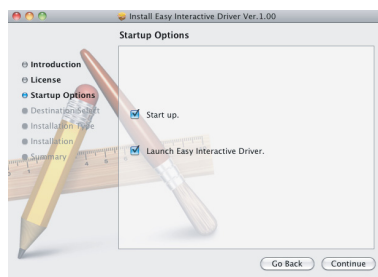 Install Easy Interactive Driver Ver.1.00
Startup Options
Introduction
License
Startup Options
Destination Select
Installation Type
Installation
Summary
Start up.
Launch Easy Interactive Driver.
Go Back
Continue